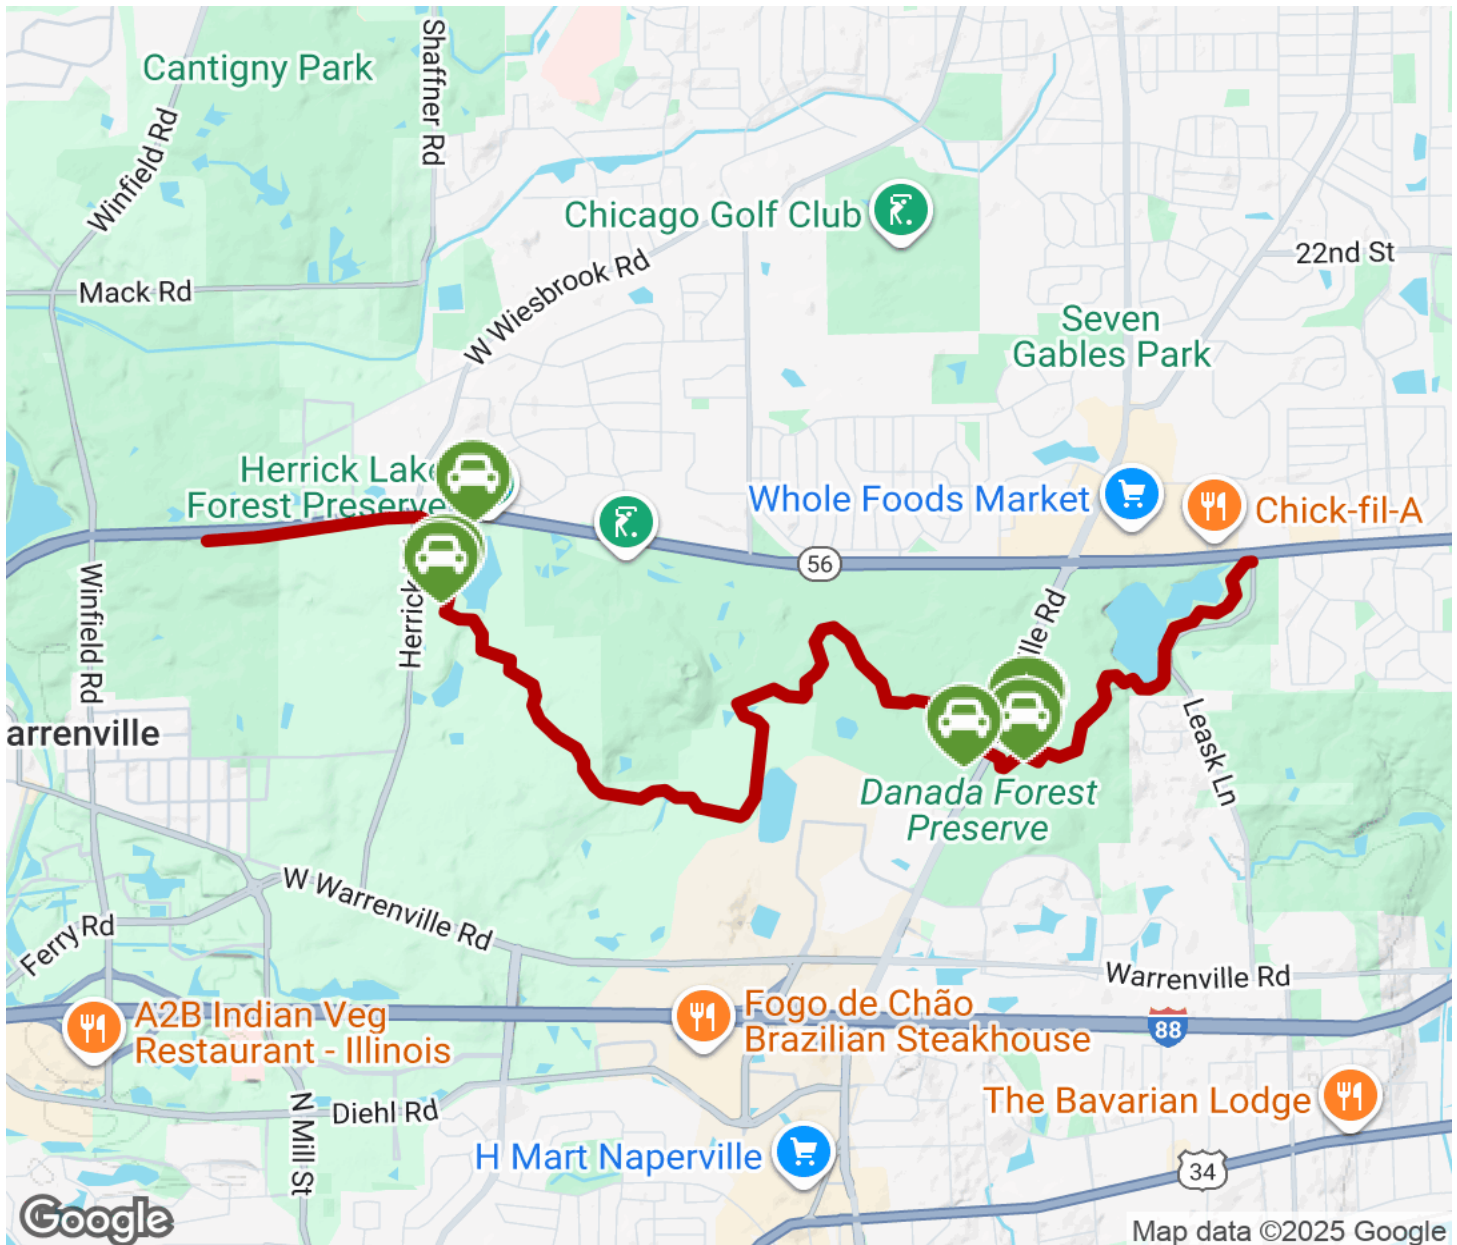 Cantigny Park
Shaffner Rd
Winfield Rd
Chicago Golf Club
22nd St
Mack Rd
W Wiesbrook Rd
Seven
Gables Park
Herrick Lake
Forest Preserve
Whole Foods Market
Chick-fil-A
56
Winfield Rd
Herrick
ille Rd
arrenville
Leask Ln
Danada Forest
Preserve
W Warrenville Rd
Ferry Rd
Warrenville Rd
A2B Indian Veg
Restaurant - Illinois
Fogo de Chão
Brazilian Steakhouse
88
The Bavarian Lodge
N Mill St
Diehl Rd
H Mart Naperville
34
Google
Map data ©2025 Google